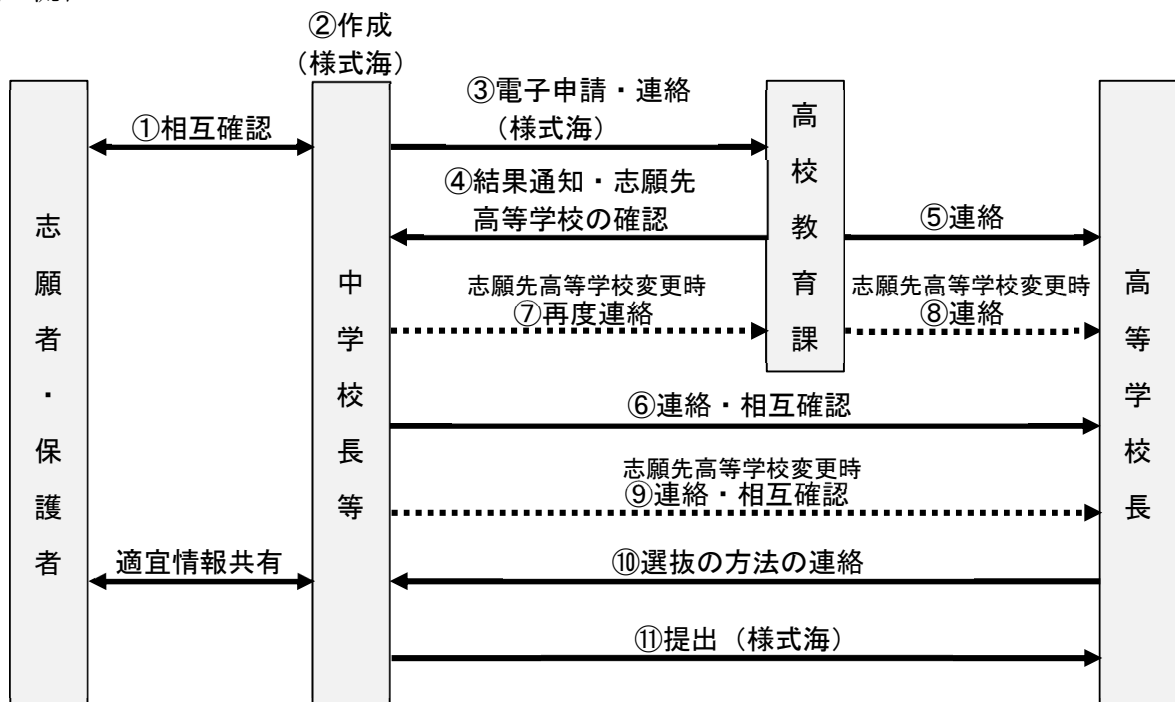 ②作成
（様式海）
③電子申請・連絡
（様式海）
①相互確認
④結果通知・志願先
高等学校の確認
⑤連絡
志願先高等学校変更時
⑦再度連絡
志願先高等学校変更時
⑧連絡
⑥連絡・相互確認
志願先高等学校変更時
⑨連絡・相互確認
適宜情報共有
⑩選抜の方法の連絡
⑪提出（様式海）
志願者・保護者
中学校長等
高校教育課
高等学校長